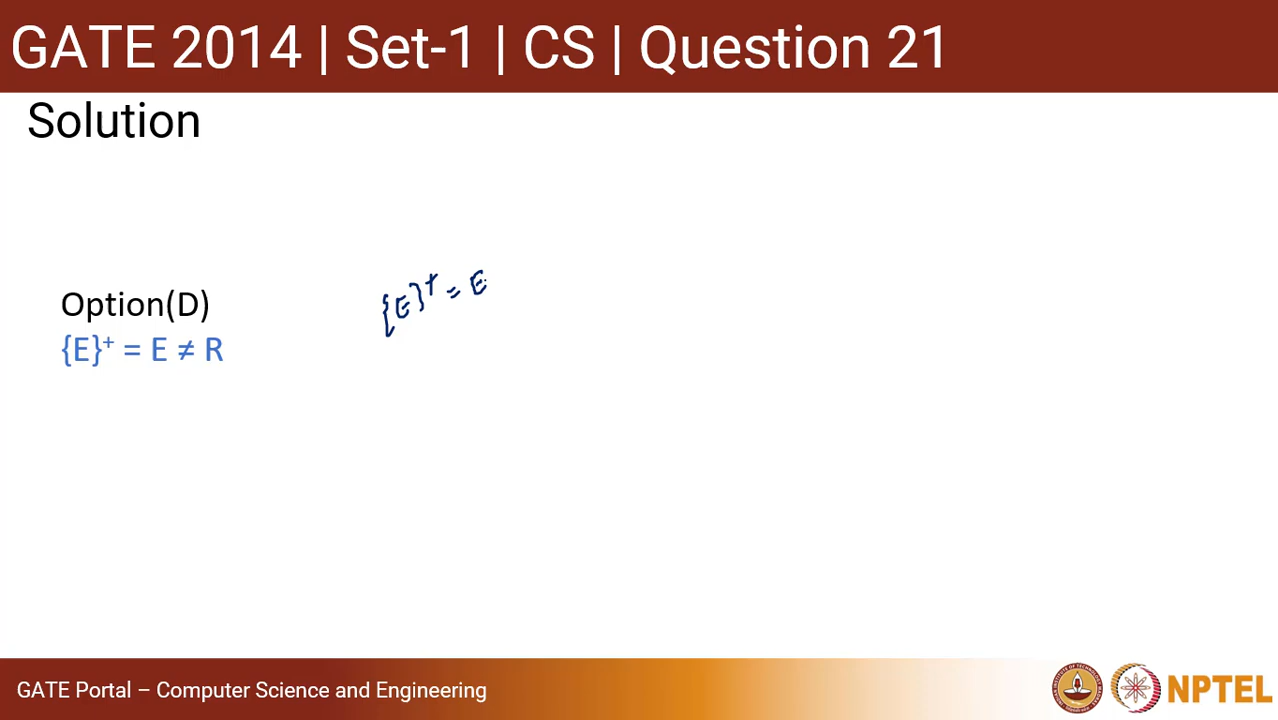 GATE 2014 | Set-1 | CS | Question 21
Solution
Option(D)
{E}⁺ = E ≠ R
{E}⁺ = E
GATE Portal – Computer Science and Engineering
NPTEL